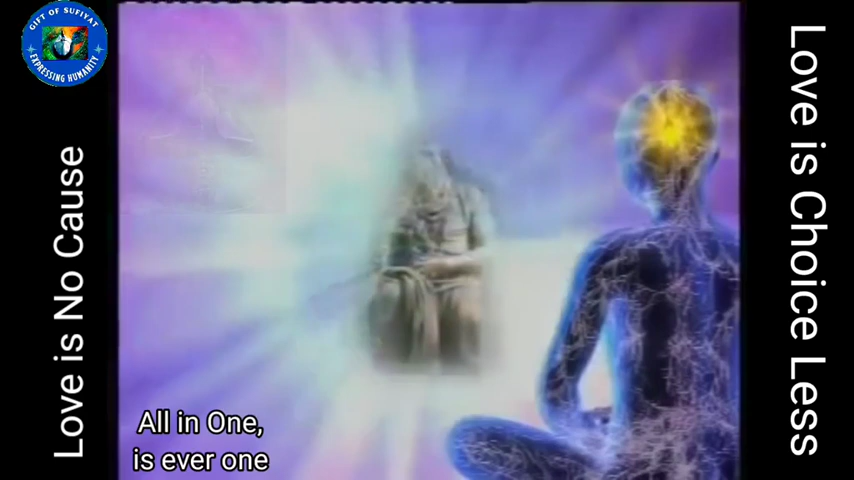 GIFT OF SUFIYAT
EXPRESSING HUMANITY
Love is No Cause
All in One,
is ever one
Love is Choice Less